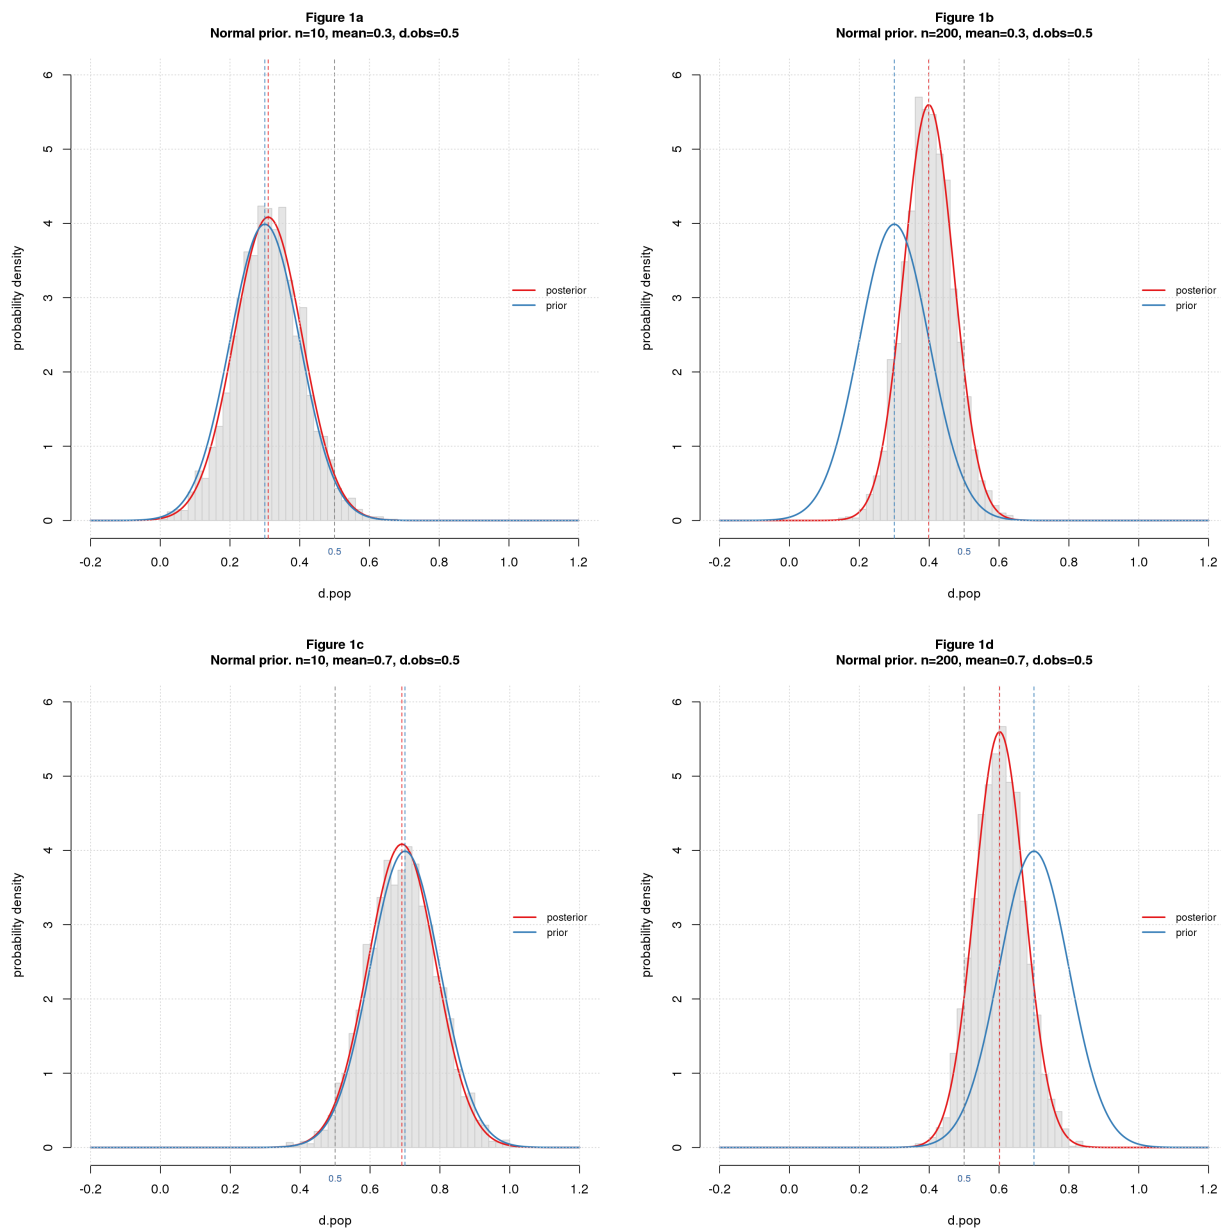 Figure 1a
Normal prior. n=10, mean=0.3, d.obs=0.5
probability density
6
5
4
3
2
1
0
posterior
prior
0.5
-0.2 0.0 0.2 0.4 0.6 0.8 1.0 1.2
d.pop
Figure 1b
Normal prior. n=200, mean=0.3, d.obs=0.5
probability density
6
5
4
3
2
1
0
posterior
prior
0.5
-0.2 0.0 0.2 0.4 0.6 0.8 1.0 1.2
d.pop
Figure 1c
Normal prior. n=10, mean=0.7, d.obs=0.5
probability density
6
5
4
3
2
1
0
posterior
prior
0.5
-0.2 0.0 0.2 0.4 0.6 0.8 1.0 1.2
d.pop
Figure 1d
Normal prior. n=200, mean=0.7, d.obs=0.5
probability density
6
5
4
3
2
1
0
posterior
prior
0.5
-0.2 0.0 0.2 0.4 0.6 0.8 1.0 1.2
d.pop